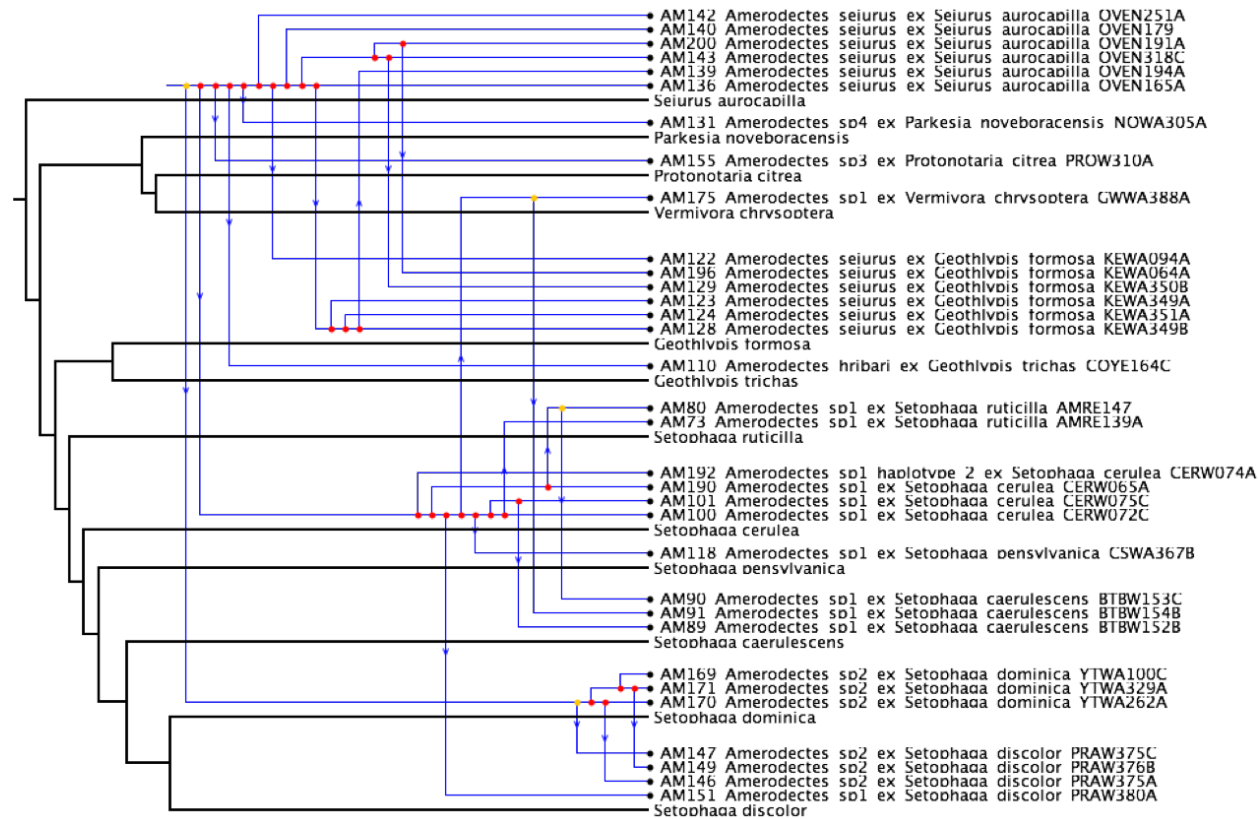 AM142 Amerodectes seiurus ex Seiurus aurocapilla OVEN251A
AM140 Amerodectes seiurus ex Seiurus aurocapilla OVEN179
AM200 Amerodectes seiurus ex Seiurus aurocapilla OVEN191A
AM143 Amerodectes seiurus ex Seiurus aurocapilla OVEN318C
AM139 Amerodectes seiurus ex Seiurus aurocapilla OVEN194A
AM136 Amerodectes seiurus ex Seiurus aurocapilla OVEN165A
Seiurus aurocapilla
AM131 Amerodectes sp4 ex Parkesia noveboracensis NOWA305A
Parkesia noveboracensis
AM155 Amerodectes sp3 ex Protonotaria citrea PROW310A
Protonotaria citrea
AM175 Amerodectes sp1 ex Vermivora chrysoptera GWWA388A
Vermivora chrysoptera
AM122 Amerodectes seiurus ex Geothlypis formosa KEWA094A
AM196 Amerodectes seiurus ex Geothlypis formosa KEWA064A
AM129 Amerodectes seiurus ex Geothlypis formosa KEWA350B
AM123 Amerodectes seiurus ex Geothlypis formosa KEWA349A
AM124 Amerodectes seiurus ex Geothlypis formosa KEWA351A
AM128 Amerodectes seiurus ex Geothlypis formosa KEWA349B
Geothlypis formosa
AM110 Amerodectes hribari ex Geothlypis trichas COYE164C
Geothlypis trichas
AM80 Amerodectes sp1 ex Setophaga ruticilla AMRE147
AM73 Amerodectes sp1 ex Setophaga ruticilla AMRE139A
Setophaga ruticilla
AM192 Amerodectes sp1 haplotype 2 ex Setophaga cerulea CERW074A
AM190 Amerodectes sp1 ex Setophaga cerulea CERW065A
AM101 Amerodectes sp1 ex Setophaga cerulea CERW075C
AM100 Amerodectes sp1 ex Setophaga cerulea CERW072C
Setophaga cerulea
AM118 Amerodectes sp1 ex Setophaga pensylvanica CSWA367B
Setophaga pensylvanica
AM90 Amerodectes sp1 ex Setophaga caerulescens BTBW153C
AM91 Amerodectes sp1 ex Setophaga caerulescens BTBW154B
AM89 Amerodectes sp1 ex Setophaga caerulescens BTBW152B
Setophaga caerulescens
AM169 Amerodectes sp2 ex Setophaga dominica YTWA100C
AM171 Amerodectes sp2 ex Setophaga dominica YTWA329A
AM170 Amerodectes sp2 ex Setophaga dominica YTWA262A
Setophaga dominica
AM147 Amerodectes sp2 ex Setophaga discolor PRAW375C
AM149 Amerodectes sp2 ex Setophaga discolor PRAW376B
AM146 Amerodectes sp2 ex Setophaga discolor PRAW375A
AM151 Amerodectes sp1 ex Setophaga discolor PRAW380A
Setophaga discolor